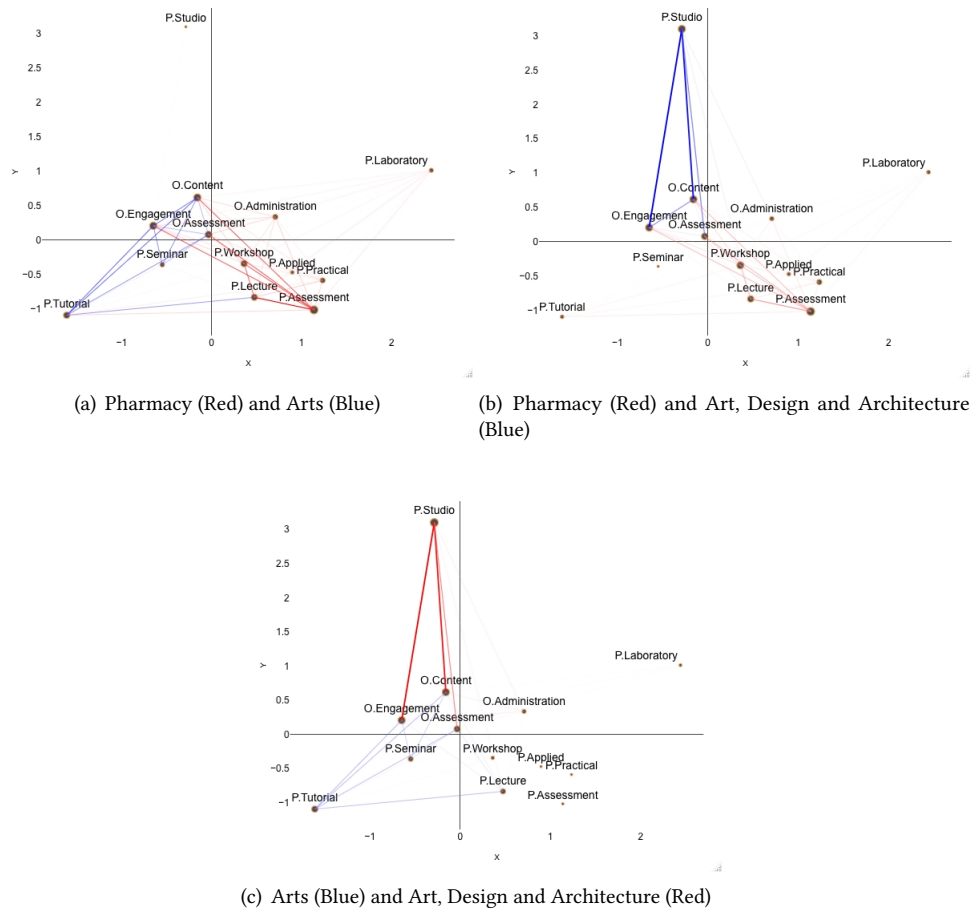 P.Studio
3
2.5
2
1.5
Y
1
P.Laboratory
O.Content
0.5
O.Administration
O.Engagement
O.Assessment
0
P.Seminar
P.Workshop
P.Applied
−0.5
P.Practical
P.Lecture
P.Tutorial
P.Assessment
−1
−1
0
1
2
X
(a) Pharmacy (Red) and Arts (Blue)
P.Studio
3
2.5
2
1.5
Y
1
P.Laboratory
O.Content
0.5
O.Administration
O.Engagement
O.Assessment
0
P.Seminar
P.Workshop
P.Applied
−0.5
P.Practical
P.Lecture
P.Tutorial
P.Assessment
−1
−1
0
1
2
X
(b) Pharmacy (Red) and Art, Design and Architecture
(Blue)
P.Studio
3
2.5
2
1.5
Y
1
P.Laboratory
O.Content
0.5
O.Administration
O.Engagement
O.Assessment
0
P.Seminar
P.Workshop
P.Applied
−0.5
P.Practical
P.Lecture
P.Tutorial
P.Assessment
−1
−1
0
1
2
X
(c) Arts (Blue) and Art, Design and Architecture (Red)